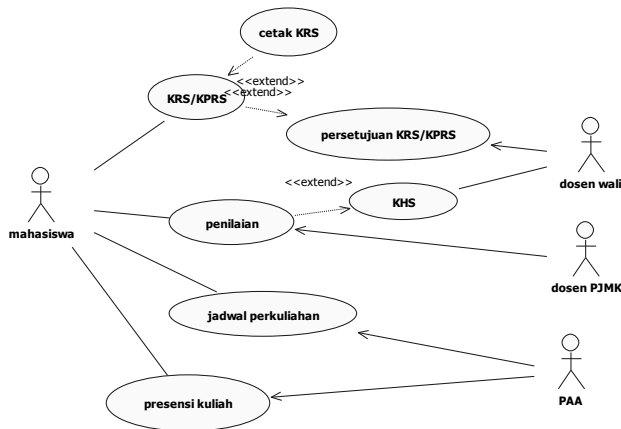 cetak KRS
<<extend>>
<<extend>>
KRS/KPRS
persetujuan KRS/KPRS
dosen wali
<<extend>>
KHS
mahasiswa
penilaian
dosen PJMK
jadwal perkuliahan
presensi kuliah
PAA